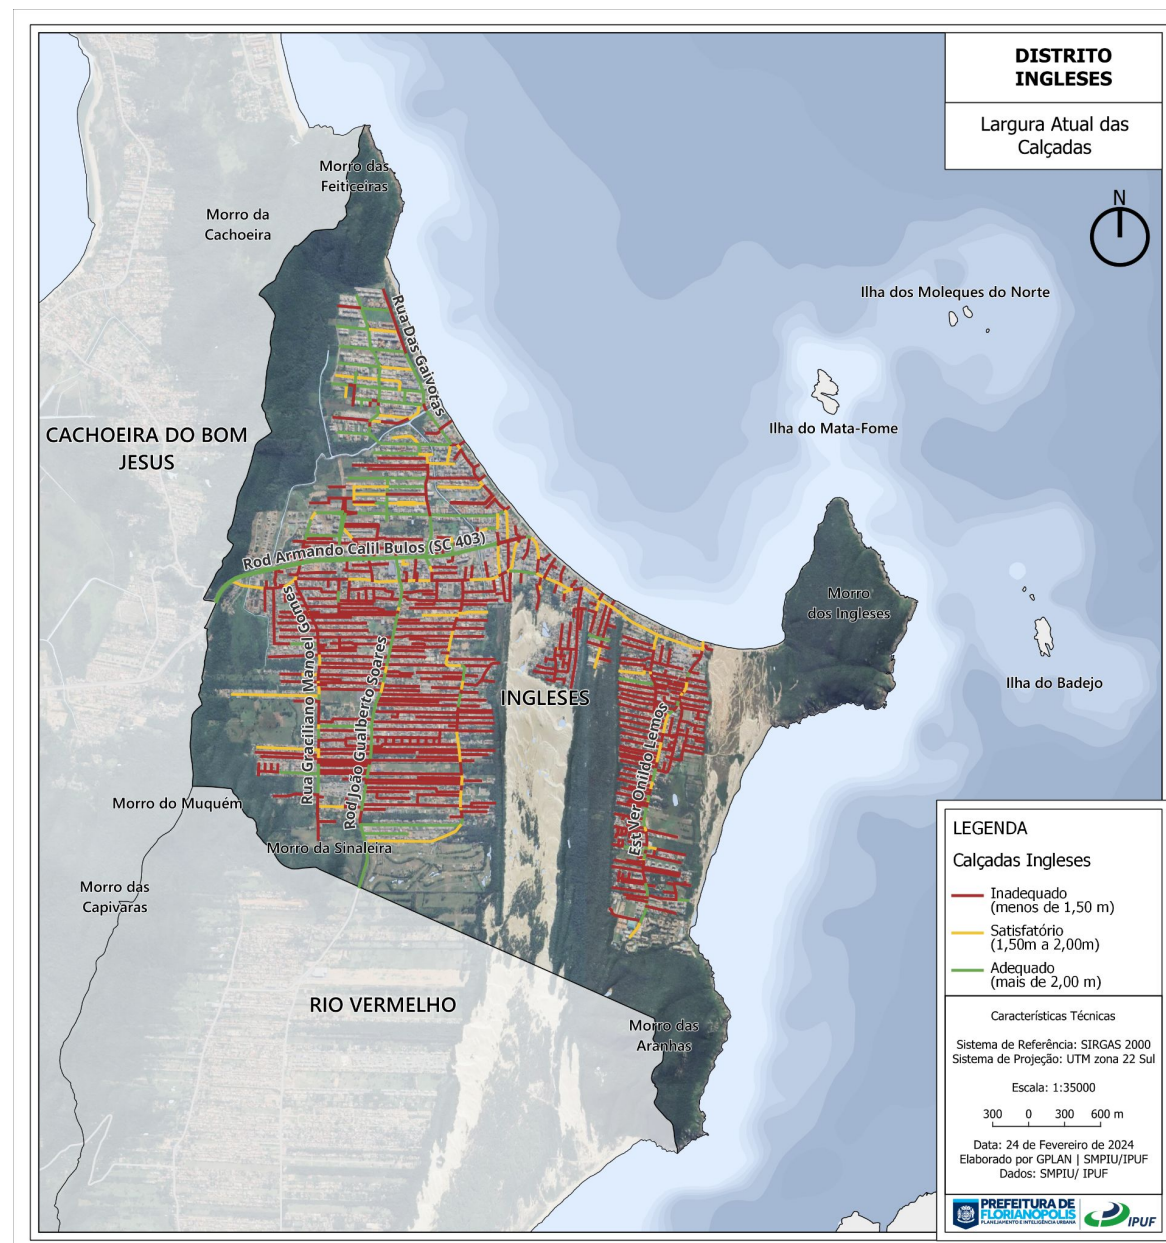 DISTRITO
INGLESES
Largura Atual das
Calçadas
N
Morro das
Feiticeiras
Morro da
Cachoeira
Ilha dos Moleques do Norte
Rua Das Gaivotas
Ilha do Mata-Fome
CACHOEIRA DO BOM
JESUS
Rod Armando Calil Bulos (SC 403)
Morro
dos Ingleses
Rua Graciliano Manoel Gomes
Rod João Gualberto Soares
INGLESES
Ilha do Badejo
Est Ver Onildo Lemos
Morro do Muquém
Morro da Sinaleira
Morro das
Capivaras
RIO VERMELHO
Morro das
Aranhas
LEGENDA
Calçadas Ingleses
Inadequado
(menos de 1,50 m)
Satisfatório
(1,50m a 2,00m)
Adequado
(mais de 2,00 m)
Características Técnicas
Sistema de Referência: SIRGAS 2000
Sistema de Projeção: UTM zona 22 Sul
Escala: 1:35000
300 0 300 600 m
Data: 24 de Fevereiro de 2024
Elaborado por GPLAN | SMPIU/IPUF
Dados: SMPIU/ IPUF
PREFEITURA DE
FLORIANÓPOLIS
PLANEJAMENTO E INTELIGÊNCIA URBANA
IPUF